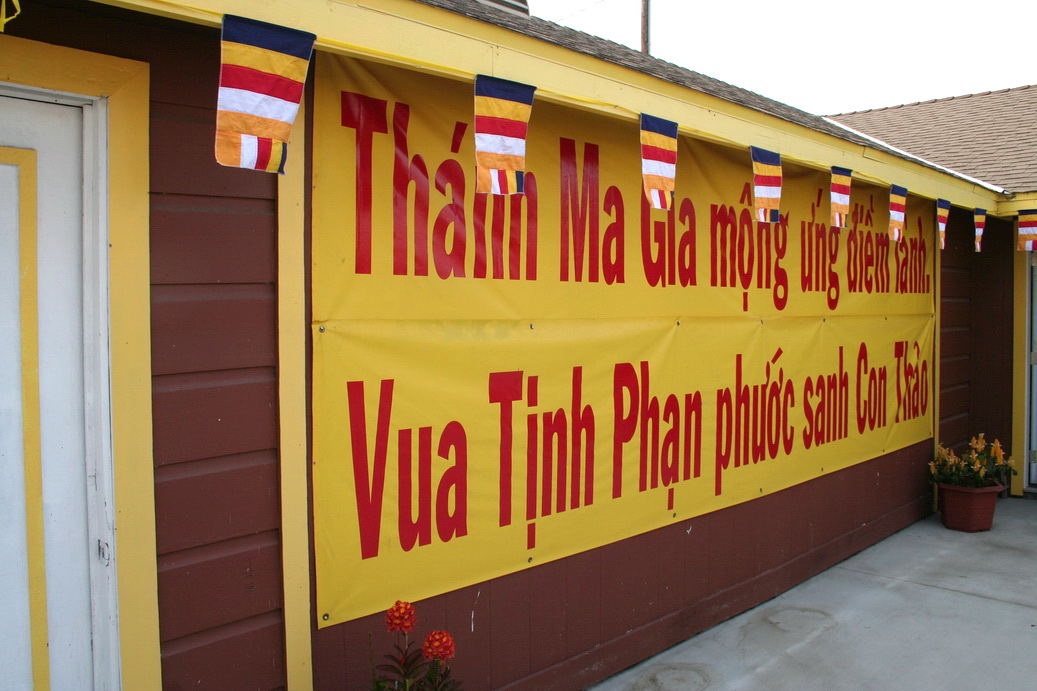 Thánh Ma Gia mộng ứng điềm lành.
Vua Tịnh Phạn phước sanh Con Thảo